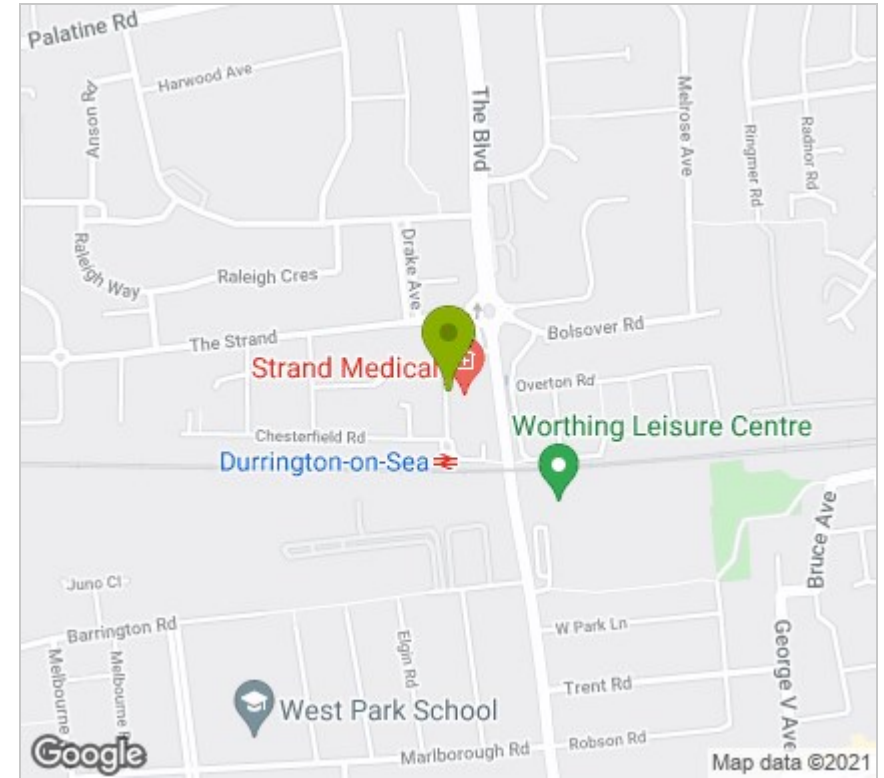 Palatine Rd
Harwood Ave
Anson Rd
The Blvd
Melrose Ave
Ringmer Rd
Radnor Rd
Raleigh Way
Drake Ave
Raleigh Cres
The Strand
Bolsover Rd
Strand Medical
Overton Rd
Chesterfield Rd
Worthing Leisure Centre
Durrington-on-Sea
Bruce Ave
Juno Cl
Barrington Rd
W Park Ln
Elgin Rd
George V Ave
Melbourne
Melbourne
Trent Rd
West Park School
Marlborough Rd
Robson Rd
Google
Map data ©2021